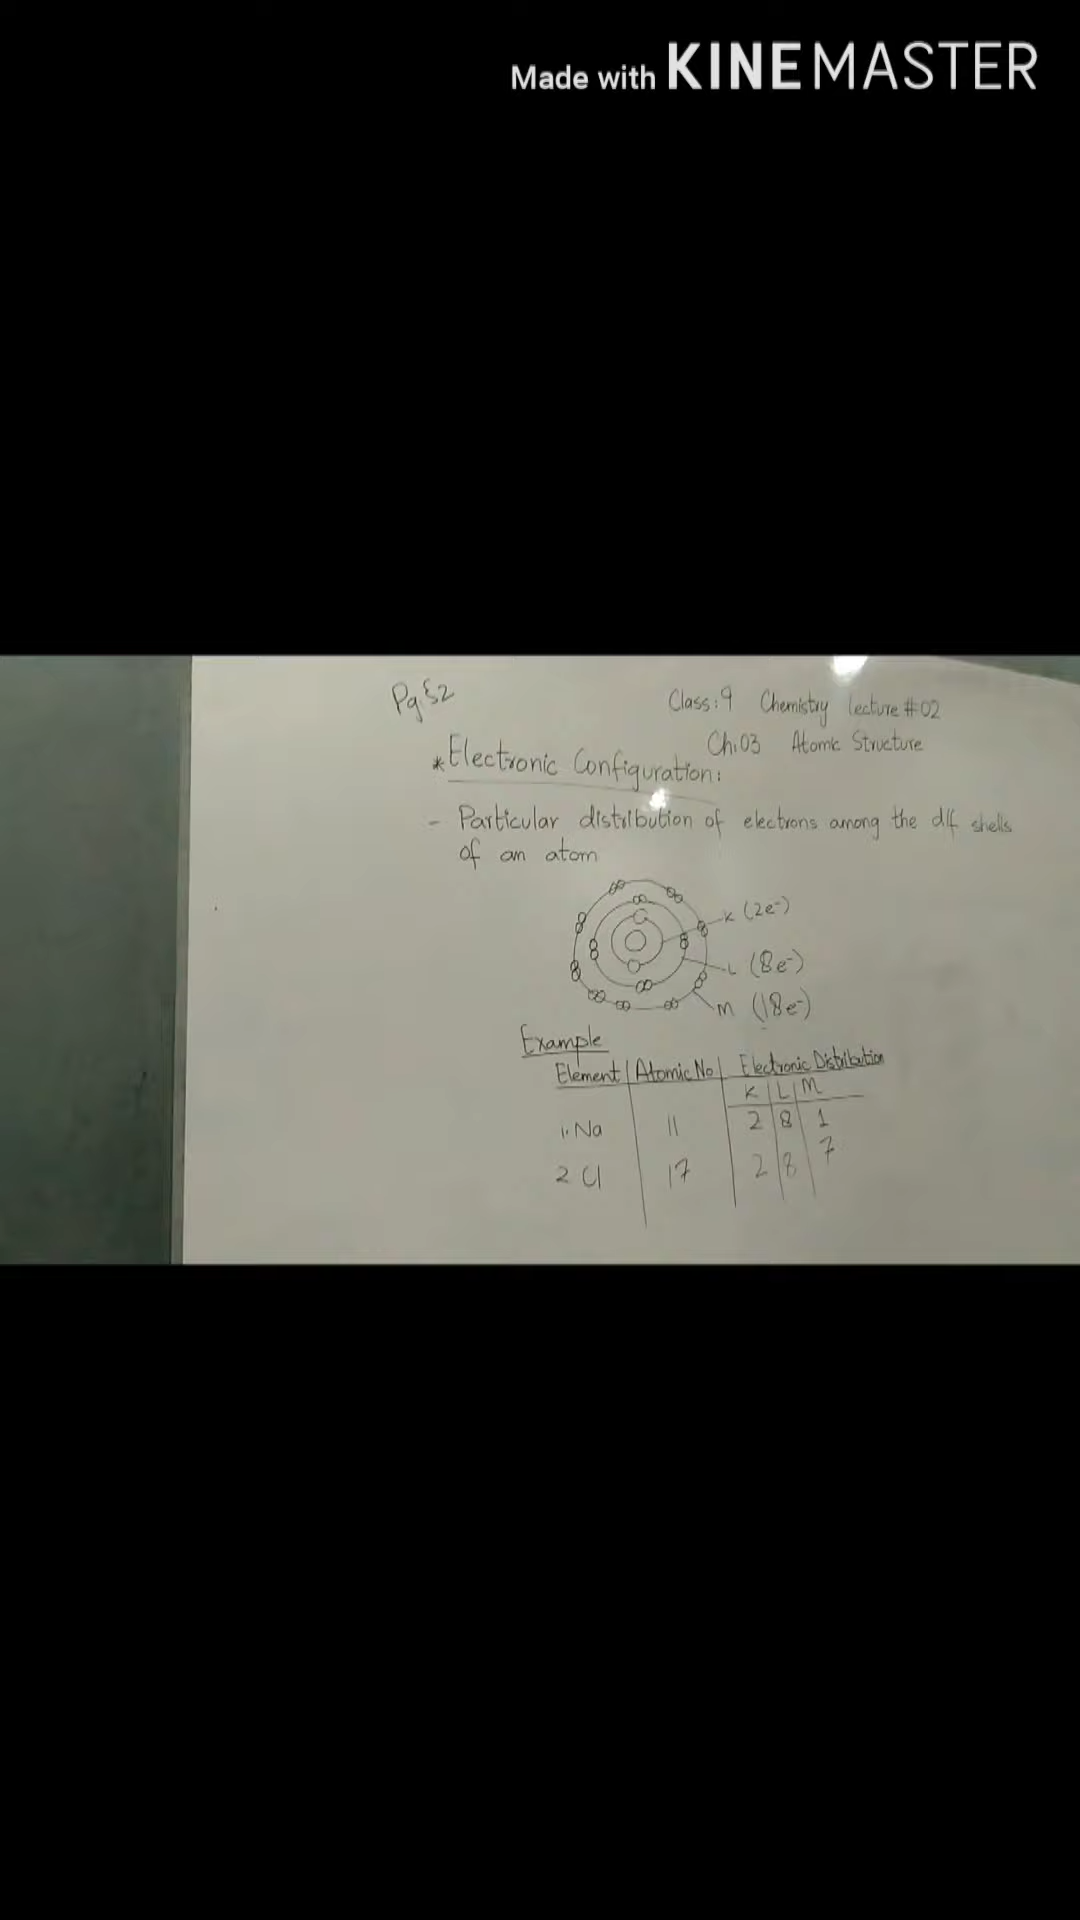 Made with KINEMASTER
Pg
Class: 9 Chemistry lecture #02
Ch:03 Atomic Structure
*Electronic Configuration:
- Particular distribution of electrons among the dif shells
of an atom
K (2e-)
L (8e-)
M (18e-)
Example
Element Atomic No Electronic Distribution
K L M
1. Na 11 2 8 1
2 Cl 17 2 8 7